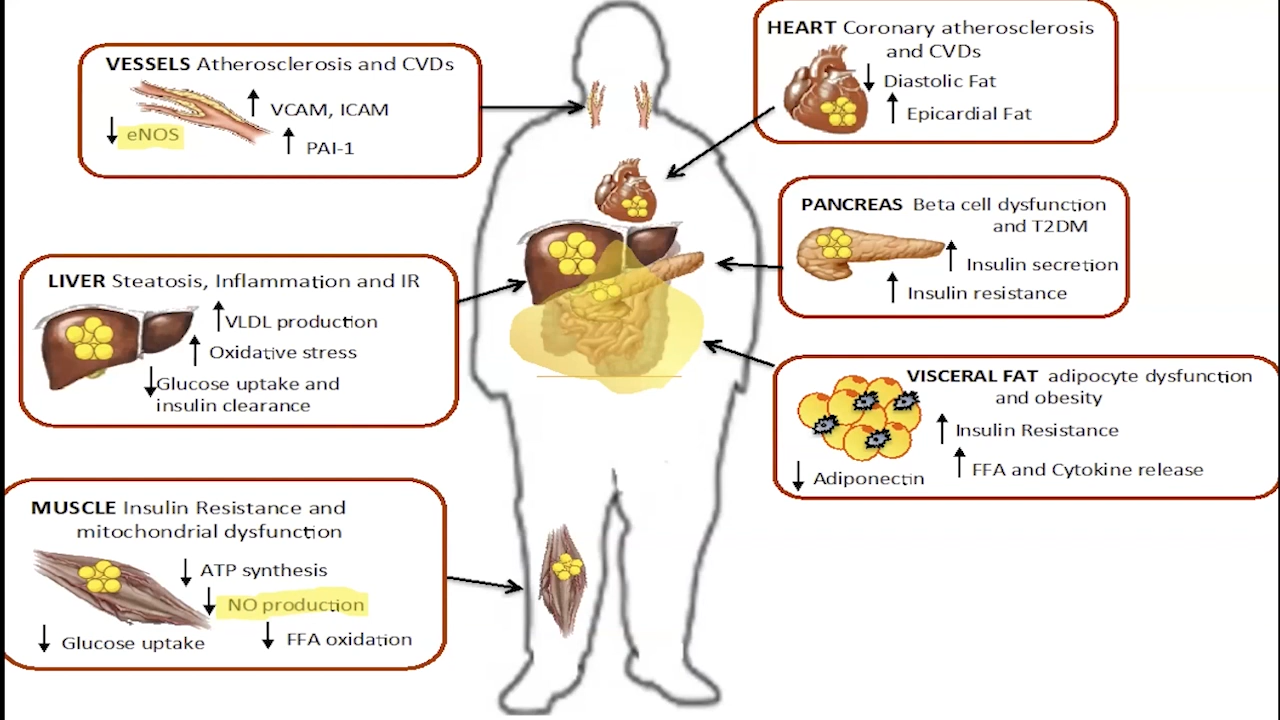 VESSELS Atherosclerosis and CVDs
VCAM, ICAM
eNOS
PAI-1
HEART Coronary atherosclerosis
and CVDs
Diastolic Fat
Epicardial Fat
PANCREAS Beta cell dysfunction
and T2DM
Insulin secretion
Insulin resistance
LIVER Steatosis, Inflammation and IR
VLDL production
Oxidative stress
Glucose uptake and
insulin clearance
VISCERAL FAT adipocyte dysfunction
and obesity
Insulin Resistance
FFA and Cytokine release
Adiponectin
MUSCLE Insulin Resistance and
mitochondrial dysfunction
ATP synthesis
NO production
Glucose uptake
FFA oxidation